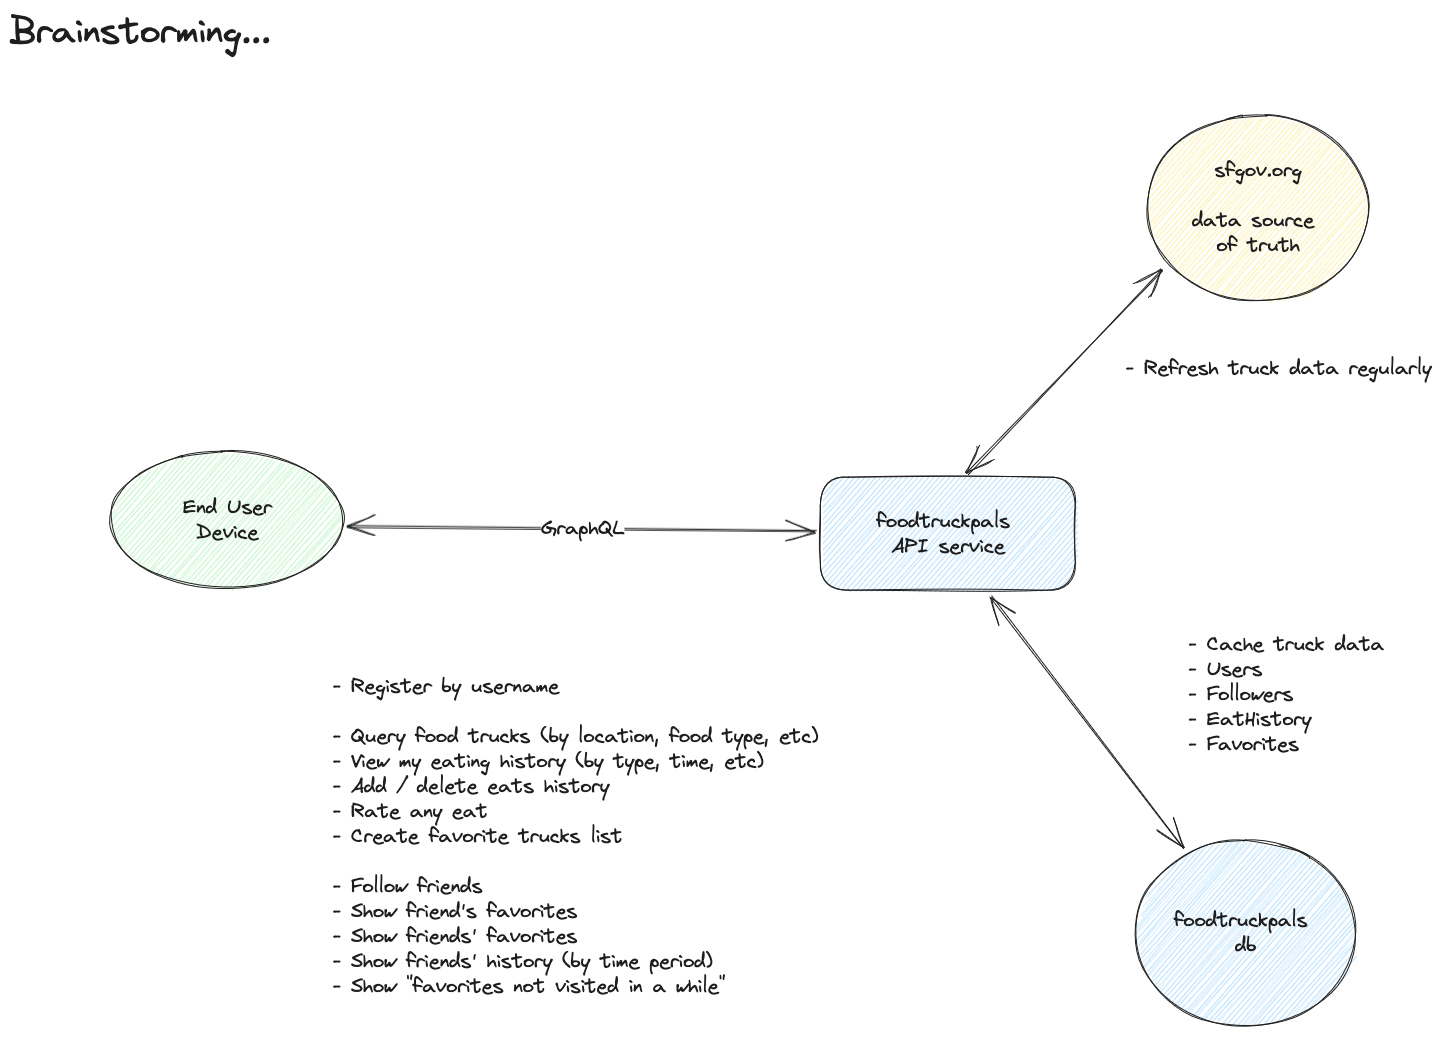 Brainstorming...
sfgov.org
data source
of truth
- Refresh truck data regularly
End User
Device
GraphQL
foodtruckpals
API service
- Cache truck data
- Users
- Followers
- EatHistory
- Favorites
- Register by username
- Query food trucks (by location, food type, etc)
- View my eating history (by type, time, etc)
- Add / delete eats history
- Rate any eat
- Create favorite trucks list
- Follow friends
- Show friend's favorites
- Show friends' favorites
- Show friends' history (by time period)
- Show "favorites not visited in a while"
foodtruckpals
db